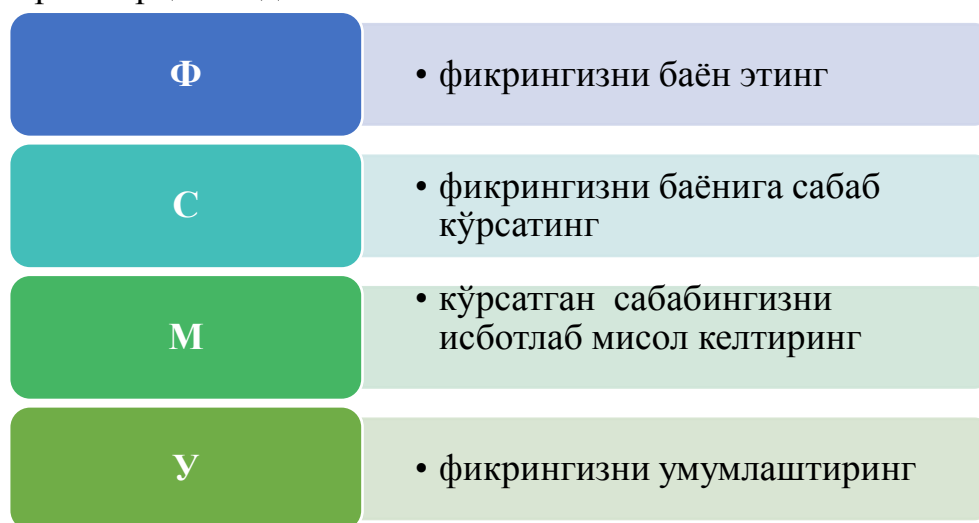 Ф
• фикрингизни баён этинг
С
• фикрингизни баёнига сабаб
кўрсатинг
М
• кўрсатган сабабингизни
исботлаб мисол келтиринг
У
• фикрингизни умумлаштиринг